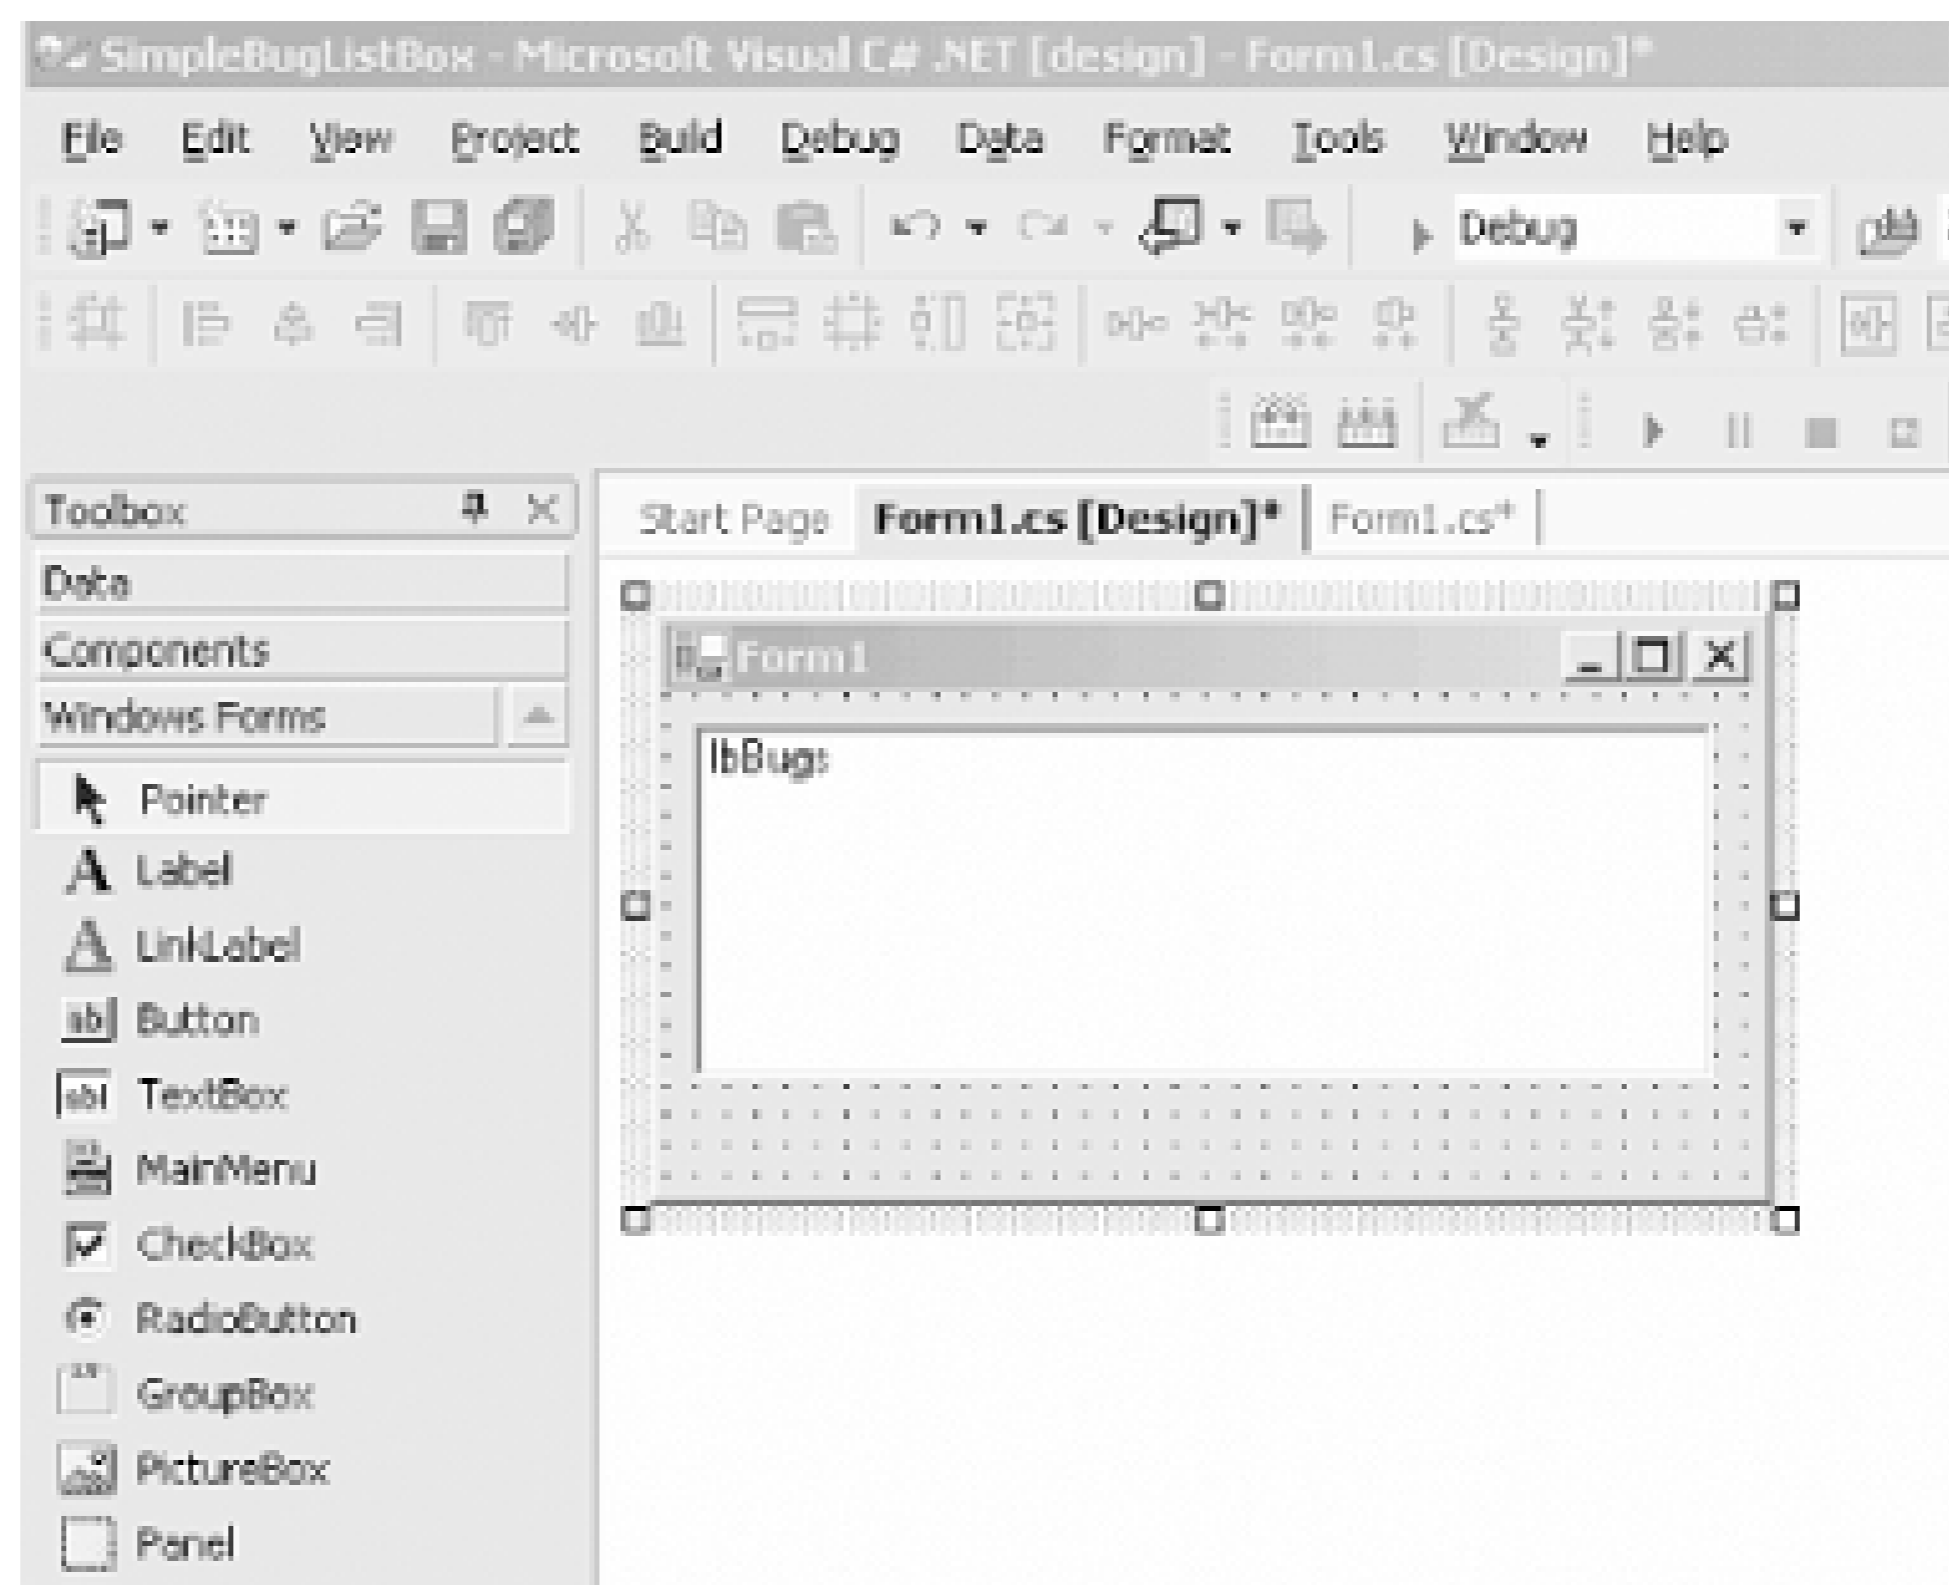 SimpleBugListBox - Microsoft Visual C# .NET [design] - Form1.cs [Design]*
File Edit View Project Build Debug Data Format Tools Window Help
Debug
Toolbox
Start Page Form1.cs [Design]* Form1.cs*
Data
Components
Windows Forms
Pointer
Label
LinkLabel
Button
TextBox
MainMenu
CheckBox
RadioButton
GroupBox
PictureBox
Panel
Form1
lbBugs